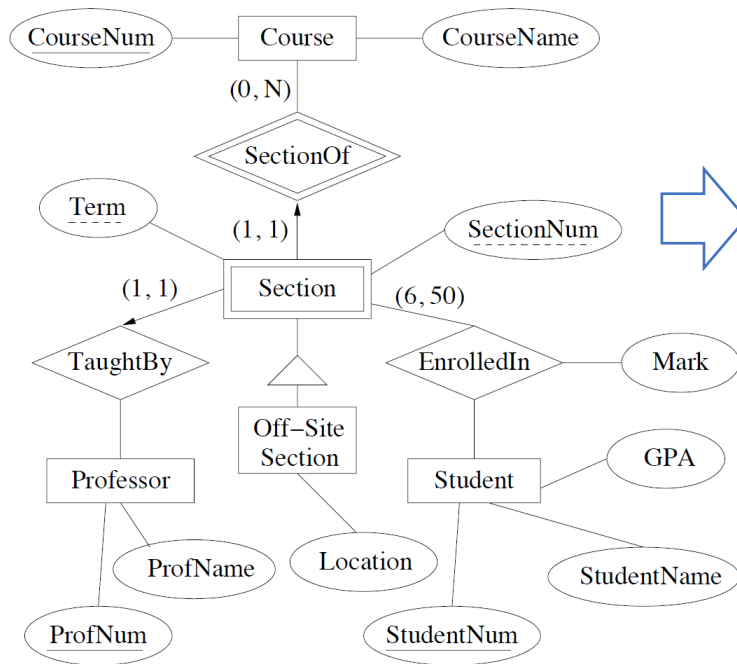 CourseNum
Course
CourseName
(0, N)
SectionOf
Term
(1, 1)
SectionNum
(1, 1)
Section
(6, 50)
TaughtBy
EnrolledIn
Mark
Off−Site
Section
Professor
Student
GPA
ProfName
Location
StudentName
ProfNum
StudentNum